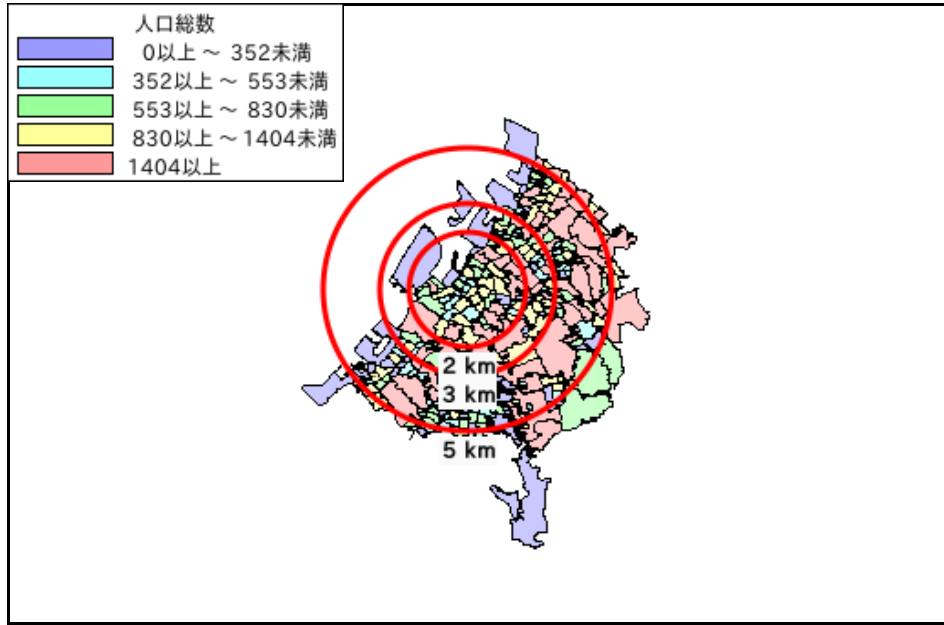 人口総数
0以上 ～ 352未満
352以上 ～ 553未満
553以上 ～ 830未満
830以上 ～ 1404未満
1404以上
2 km
3 km
5 km